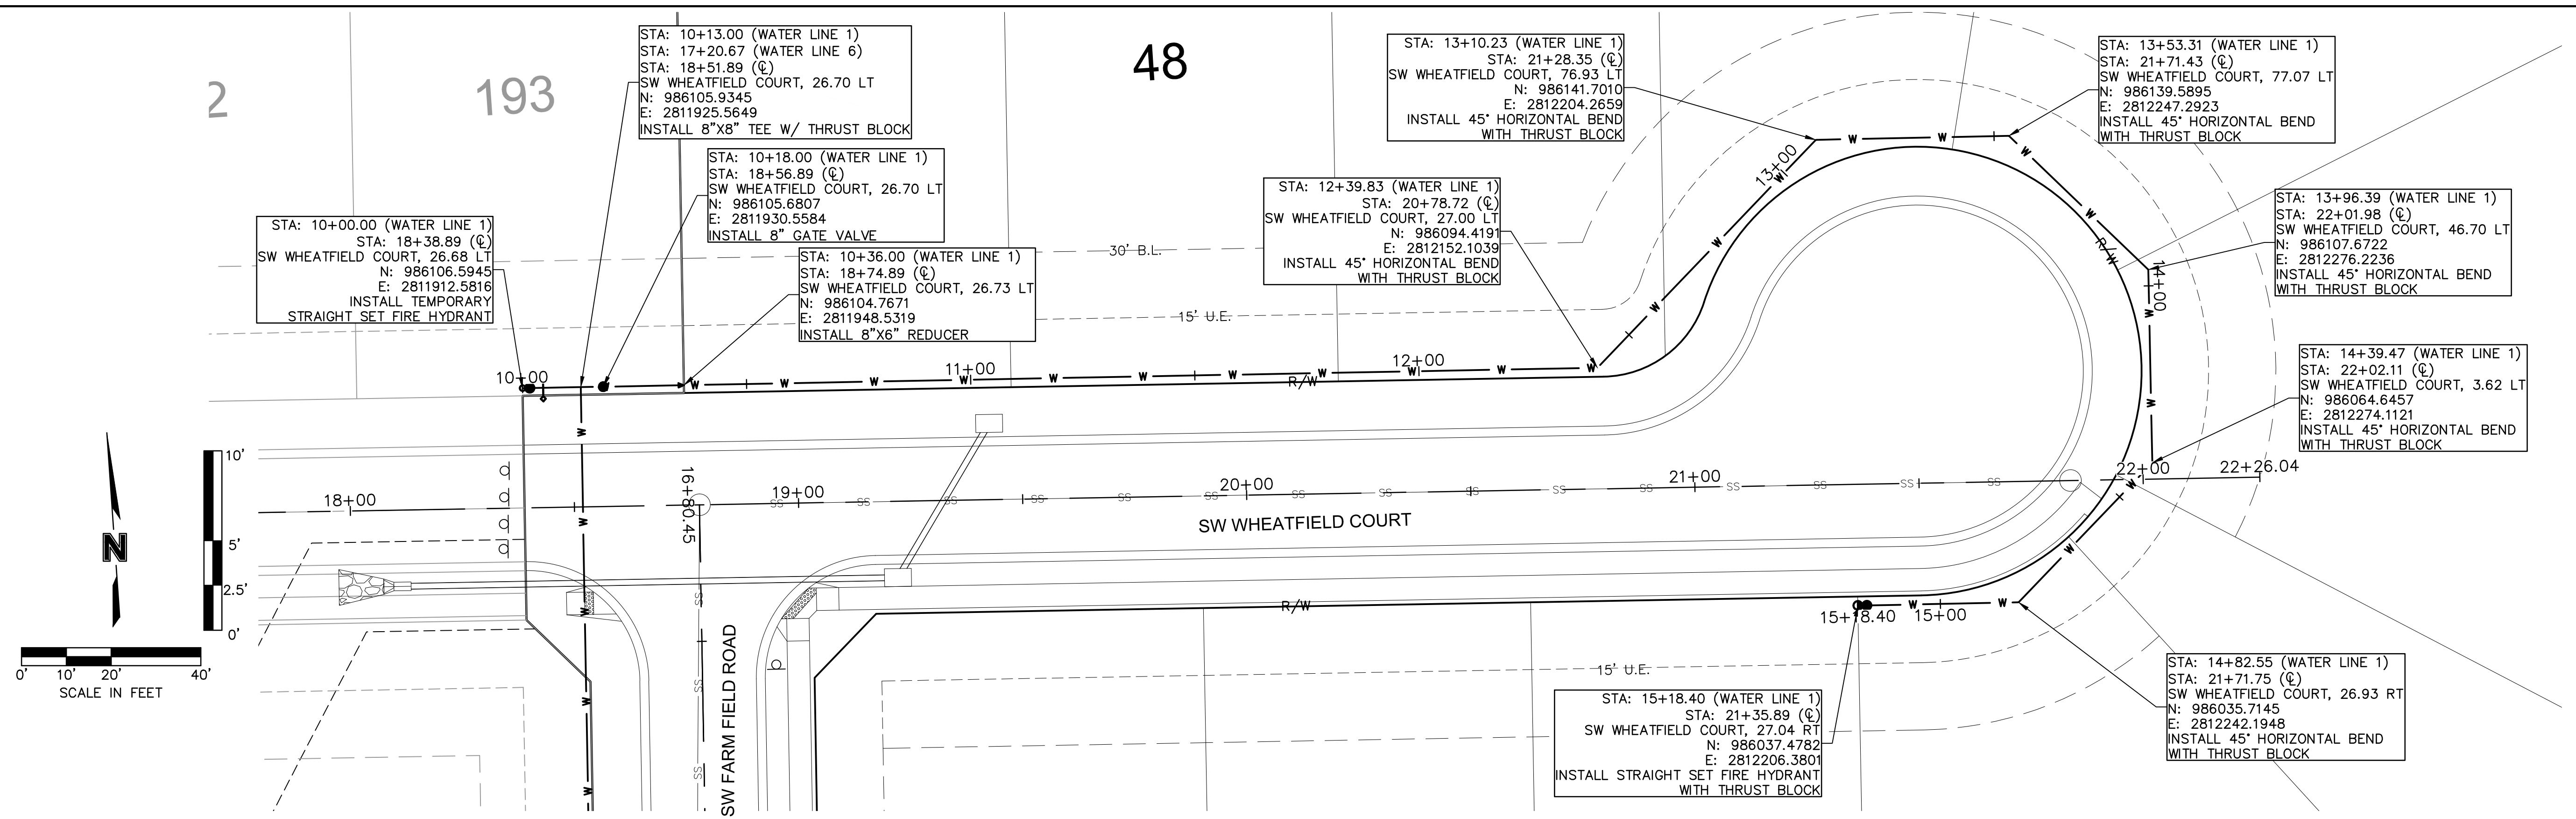 2
193
48
STA: 10+13.00 (WATER LINE 1)
STA: 17+20.67 (WATER LINE 6)
STA: 18+51.89 (℄)
SW WHEATFIELD COURT, 26.70 LT
N: 986105.9345
E: 2811925.5649
INSTALL 8"X8" TEE W/ THRUST BLOCK
STA: 10+18.00 (WATER LINE 1)
STA: 18+56.89 (℄)
SW WHEATFIELD COURT, 26.70 LT
N: 986105.6807
E: 2811930.5584
INSTALL 8" GATE VALVE
STA: 10+00.00 (WATER LINE 1)
STA: 18+38.89 (℄)
SW WHEATFIELD COURT, 26.68 LT
N: 986106.5945
E: 2811912.5816
INSTALL TEMPORARY
STRAIGHT SET FIRE HYDRANT
STA: 10+36.00 (WATER LINE 1)
STA: 18+74.89 (℄)
SW WHEATFIELD COURT, 26.73 LT
N: 986104.7671
E: 2811948.5319
INSTALL 8"X6" REDUCER
STA: 12+39.83 (WATER LINE 1)
STA: 20+78.72 (℄)
SW WHEATFIELD COURT, 27.00 LT
N: 986094.4191
E: 2812152.1039
INSTALL 45° HORIZONTAL BEND
WITH THRUST BLOCK
STA: 13+10.23 (WATER LINE 1)
STA: 21+28.35 (℄)
SW WHEATFIELD COURT, 76.93 LT
N: 986141.7010
E: 2812204.2659
INSTALL 45° HORIZONTAL BEND
WITH THRUST BLOCK
STA: 13+53.31 (WATER LINE 1)
STA: 21+71.43 (℄)
SW WHEATFIELD COURT, 77.07 LT
N: 986139.5895
E: 2812247.2923
INSTALL 45° HORIZONTAL BEND
WITH THRUST BLOCK
STA: 13+96.39 (WATER LINE 1)
STA: 22+01.98 (℄)
SW WHEATFIELD COURT, 46.70 LT
N: 986107.6722
E: 2812276.2236
INSTALL 45° HORIZONTAL BEND
WITH THRUST BLOCK
STA: 14+39.47 (WATER LINE 1)
STA: 22+02.11 (℄)
SW WHEATFIELD COURT, 3.62 LT
N: 986064.6457
E: 2812274.1121
INSTALL 45° HORIZONTAL BEND
WITH THRUST BLOCK
STA: 14+82.55 (WATER LINE 1)
STA: 21+71.75 (℄)
SW WHEATFIELD COURT, 26.93 RT
N: 986035.7145
E: 2812242.1948
INSTALL 45° HORIZONTAL BEND
WITH THRUST BLOCK
STA: 15+18.40 (WATER LINE 1)
STA: 21+35.89 (℄)
SW WHEATFIELD COURT, 27.04 RT
N: 986037.4782
E: 2812206.3801
INSTALL STRAIGHT SET FIRE HYDRANT
WITH THRUST BLOCK
30' B.L.
15' U.E.
10+00
11+00
12+00
13+00
14+00
R/W
R/W
18+00
19+00
20+00
21+00
22+00
22+26.04
16+80.45
SW WHEATFIELD COURT
SW FARM FIELD ROAD
R/W
15+18.40
15+00
15' U.E.
N
10'
5'
2.5'
0'
0' 10' 20' 40'
SCALE IN FEET